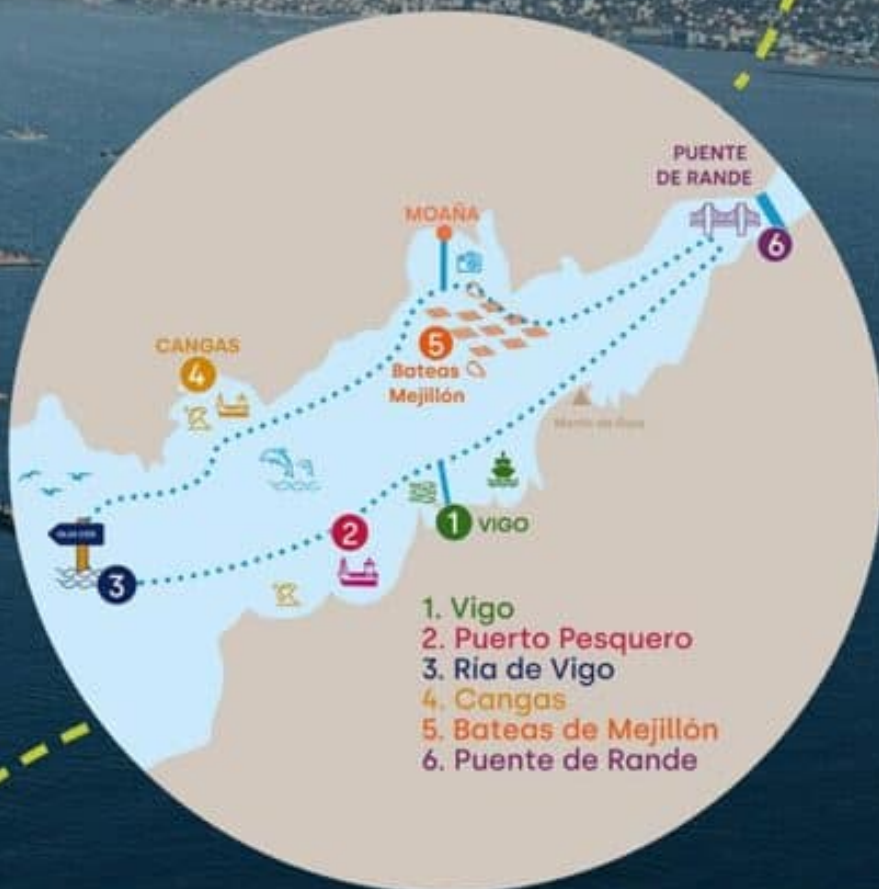 PUENTE
DE RANDE
6
MOAÑA
CANGAS
4
5
Bateas
Mejillón
3
2
1 VIGO
1. Vigo
2. Puerto Pesquero
3. Ría de Vigo
4. Cangas
5. Bateas de Mejillón
6. Puente de Rande